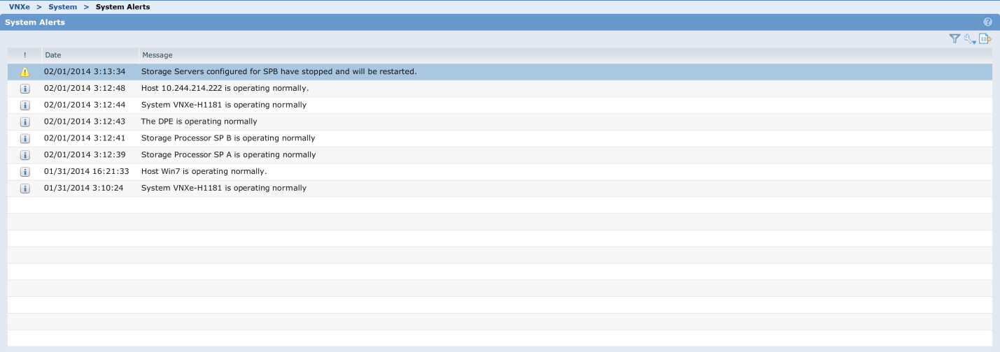 VNXe > System > System Alerts
System Alerts ?
! Date Message
! 02/01/2014 3:13:34 Storage Servers configured for SPB have stopped and will be restarted.
i 02/01/2014 3:12:48 Host 10.244.214.222 is operating normally.
i 02/01/2014 3:12:44 System VNXe-H1181 is operating normally
i 02/01/2014 3:12:43 The DPE is operating normally
i 02/01/2014 3:12:41 Storage Processor SP B is operating normally
i 02/01/2014 3:12:39 Storage Processor SP A is operating normally
i 01/31/2014 16:21:33 Host Win7 is operating normally.
i 01/31/2014 3:10:24 System VNXe-H1181 is operating normally